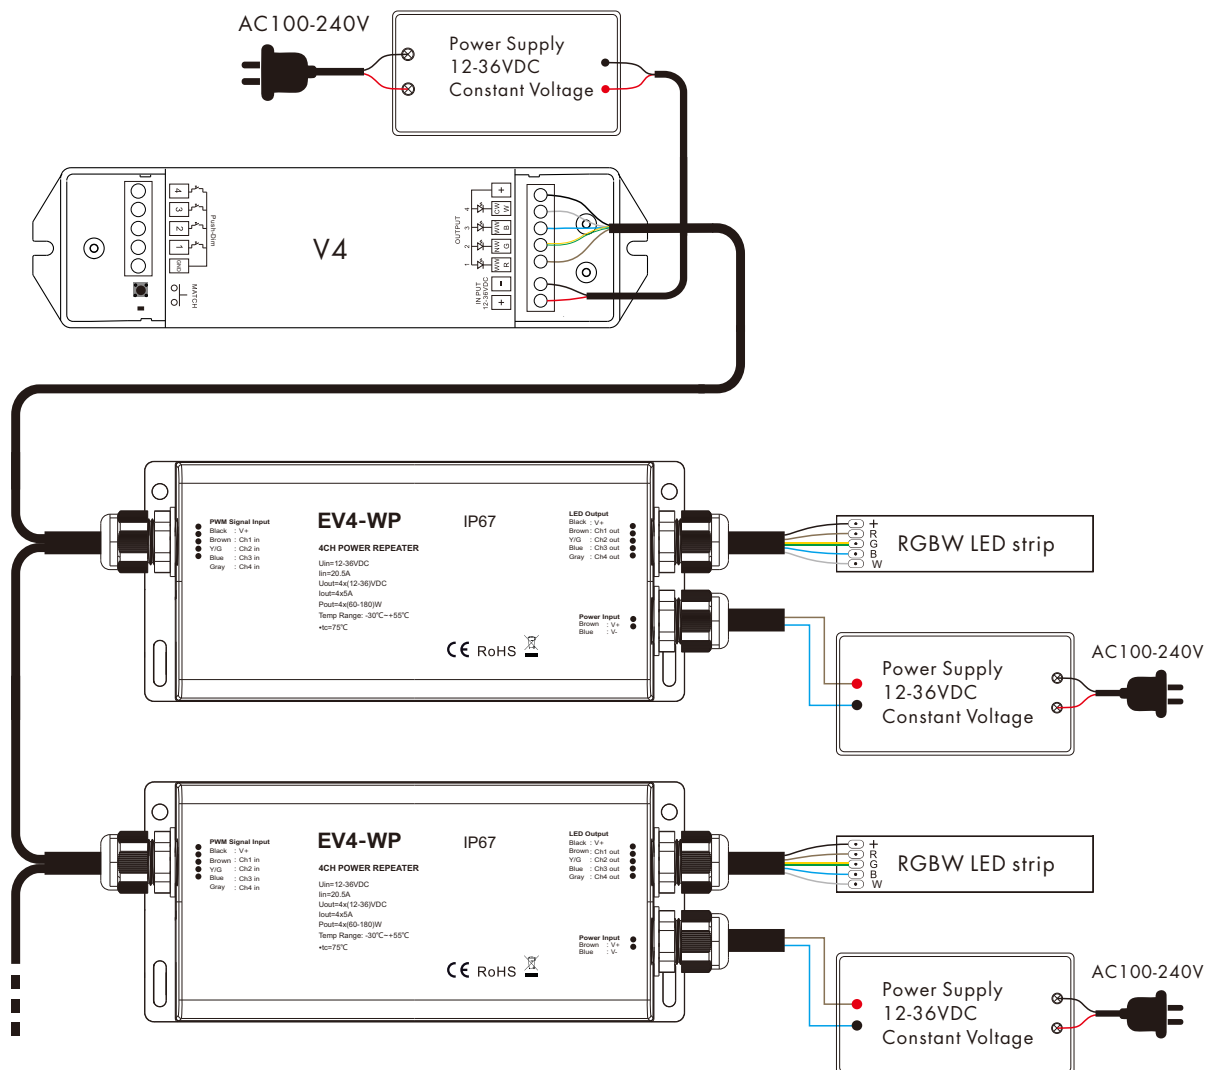 AC100-240V
Power Supply
12-36VDC
Constant Voltage
4
3
2
1
GND
Push-Dim
MATCH
V4
OUTPUT
4
3
2
1
+
CW W
WW B
NW G
WW R
-
+
INPUT
12-36VDC
PWM Signal Input
Black : V+
Brown : Ch1 in
Y/G : Ch2 in
Blue : Ch3 in
Gray : Ch4 in
EV4-WP
IP67
4CH POWER REPEATER
Uin=12-36VDC
Iin=20.5A
Uout=4x(12-36)VDC
Iout=4x5A
Pout=4x(60-180)W
Temp Range: -30℃~+55℃
•tc=75℃
CE RoHS
LED Output
Black : V+
Brown : Ch1 out
Y/G : Ch2 out
Blue : Ch3 out
Gray : Ch4 out
Power Input
Brown : V+
Blue : V-
+
R
G
B
W
RGBW LED strip
Power Supply
12-36VDC
Constant Voltage
AC100-240V
PWM Signal Input
Black : V+
Brown : Ch1 in
Y/G : Ch2 in
Blue : Ch3 in
Gray : Ch4 in
EV4-WP
IP67
4CH POWER REPEATER
Uin=12-36VDC
Iin=20.5A
Uout=4x(12-36)VDC
Iout=4x5A
Pout=4x(60-180)W
Temp Range: -30℃~+55℃
•tc=75℃
CE RoHS
LED Output
Black : V+
Brown : Ch1 out
Y/G : Ch2 out
Blue : Ch3 out
Gray : Ch4 out
Power Input
Brown : V+
Blue : V-
+
R
G
B
W
RGBW LED strip
Power Supply
12-36VDC
Constant Voltage
AC100-240V